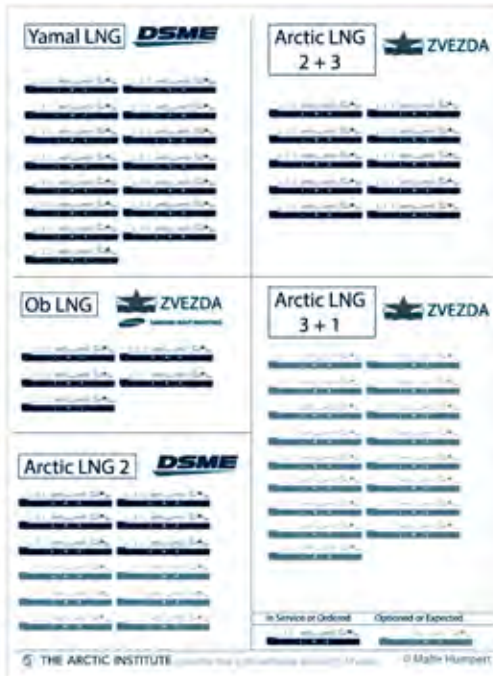 Yamal LNG DSME
Arctic LNG
2 + 3
ZVEZDA
Ob LNG ZVEZDA
Arctic LNG
3 + 1
ZVEZDA
Arctic LNG 2 DSME
In Service or Ordered Optioned or Expected
THE ARCTIC INSTITUTE
© Malte Humpert